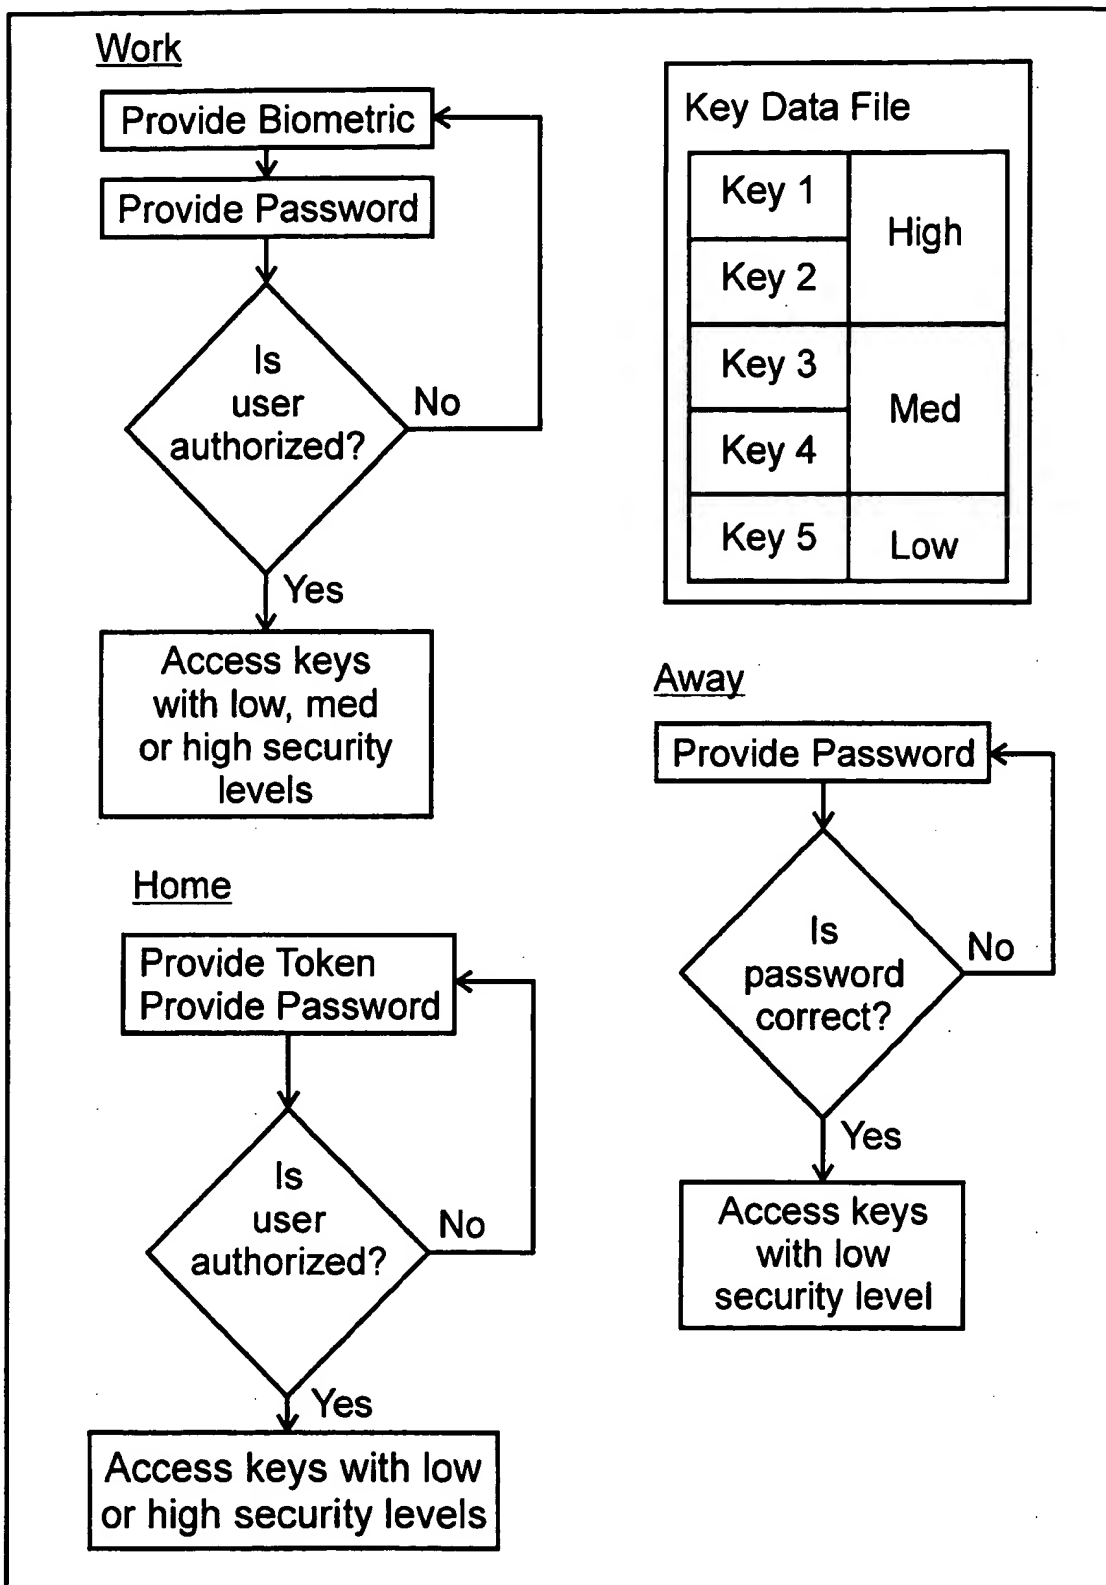 Work
Provide Biometric
Provide Password
Is
user
authorized?
No
Yes
Access keys
with low, med
or high security
levels
Key Data File
Key 1
Key 2
High
Key 3
Key 4
Med
Key 5
Low
Away
Provide Password
Is
password
correct?
No
Yes
Access keys
with low
security level
Home
Provide Token
Provide Password
Is
user
authorized?
No
Yes
Access keys with low
or high security levels